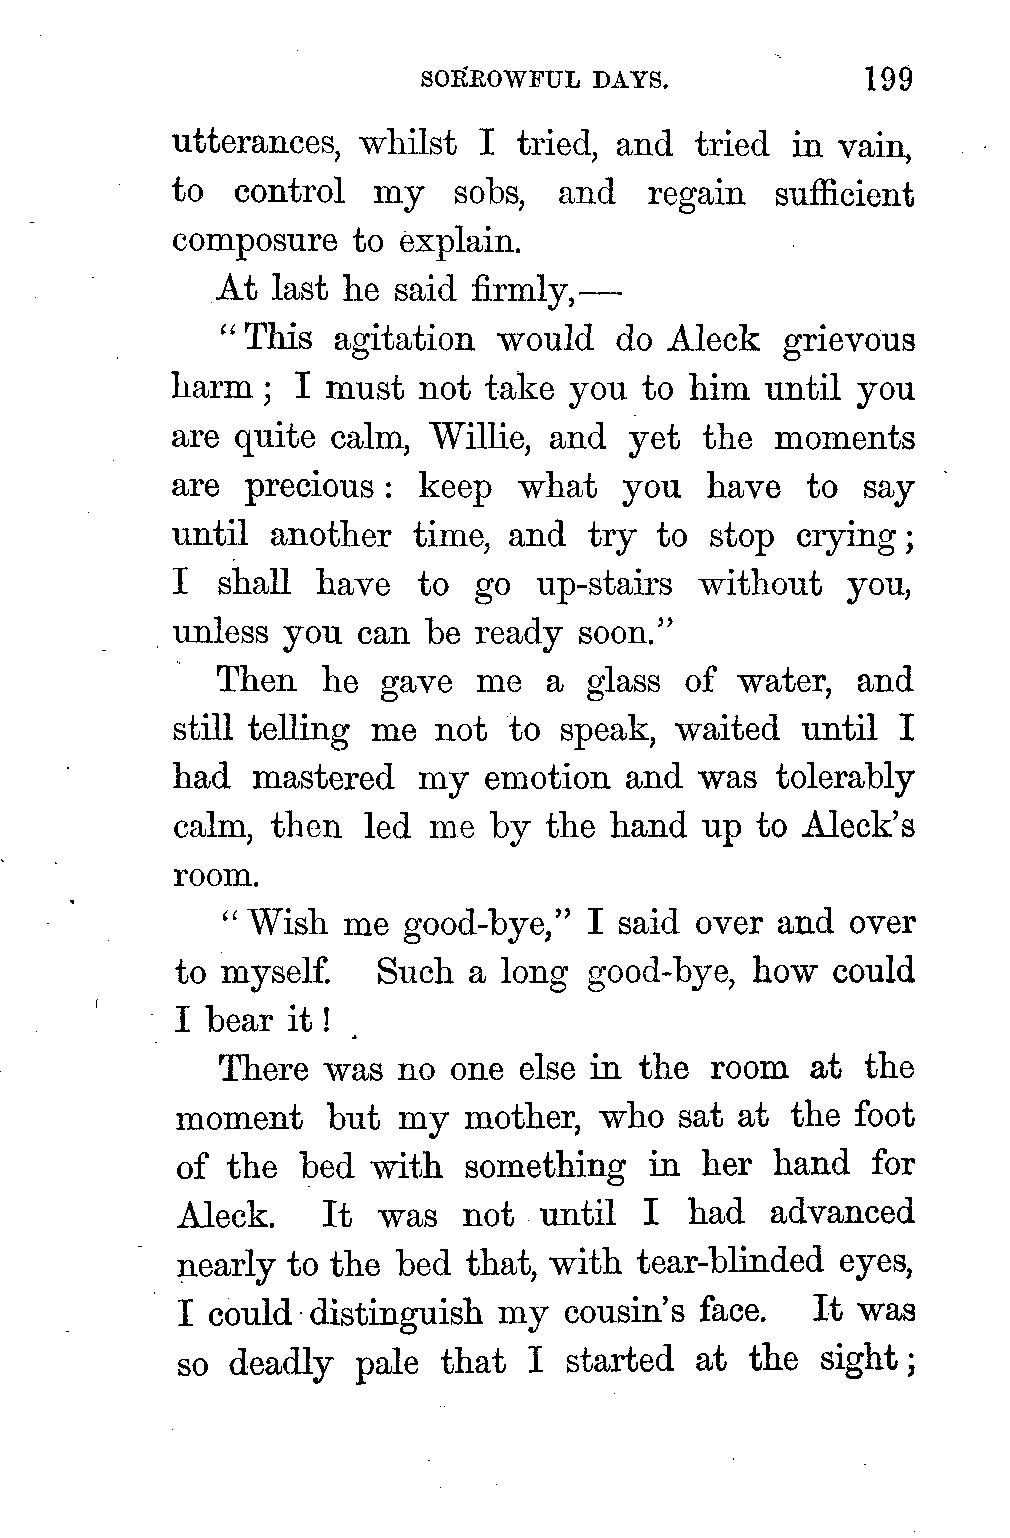 SORROWFUL DAYS. 199
utterances, whilst I tried, and tried in vain,
to control my sobs, and regain sufficient
composure to explain.
At last he said firmly,—
“This agitation would do Aleck grievous
harm; I must not take you to him until you
are quite calm, Willie, and yet the moments
are precious: keep what you have to say
until another time, and try to stop crying;
I shall have to go up-stairs without you,
unless you can be ready soon.”
Then he gave me a glass of water, and
still telling me not to speak, waited until I
had mastered my emotion and was tolerably
calm, then led me by the hand up to Aleck’s
room.
“Wish me good-bye,” I said over and over
to myself. Such a long good-bye, how could
I bear it!
There was no one else in the room at the
moment but my mother, who sat at the foot
of the bed with something in her hand for
Aleck. It was not until I had advanced
nearly to the bed that, with tear-blinded eyes,
I could distinguish my cousin’s face. It was
so deadly pale that I started at the sight;